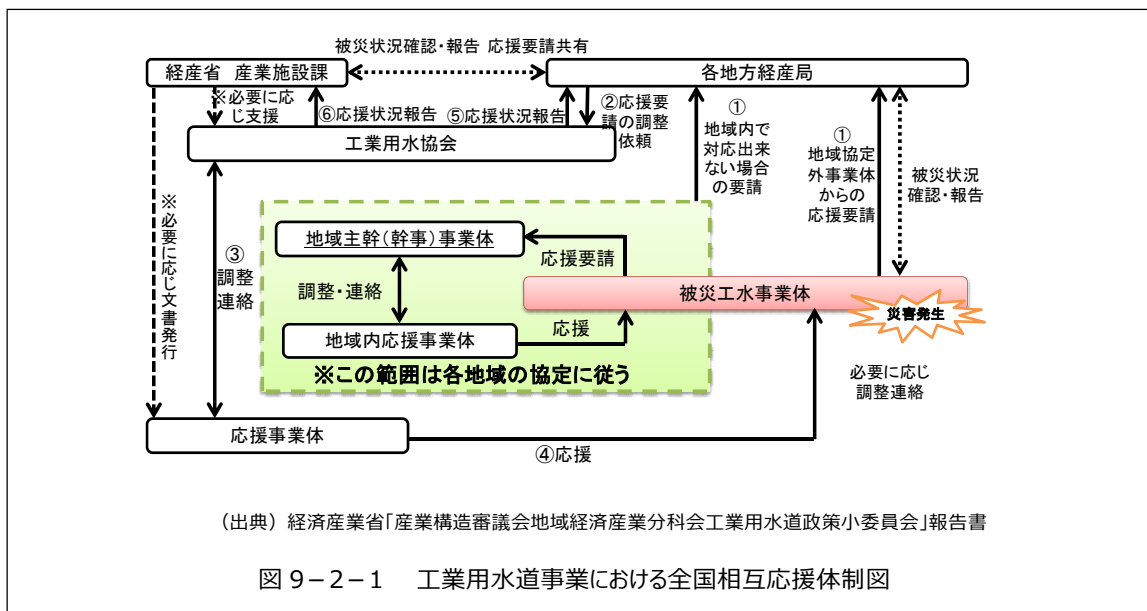 被災状況確認・報告 応援要請共有
経産省 産業施設課
各地方経産局
※必要に応
じ支援
⑥応援状況報告
⑤応援状況報告
②応援要
請の調整
依頼
①
地域内で
対応出来
ない場合
の要請
①
地域協定
外事業体
からの
応援要請
被災状況
確認・報告
工業用水協会
※必要に応じ文書発行
③
調整
連絡
地域主幹(幹事)事業体
応援要請
調整・連絡
被災工水事業体
災害発生
地域内応援事業体
応援
※この範囲は各地域の協定に従う
必要に応じ
調整連絡
応援事業体
④応援
（出典）経済産業省「産業構造審議会地域経済産業分科会工業用水道政策小委員会」報告書
図 9－2－1 工業用水道事業における全国相互応援体制図